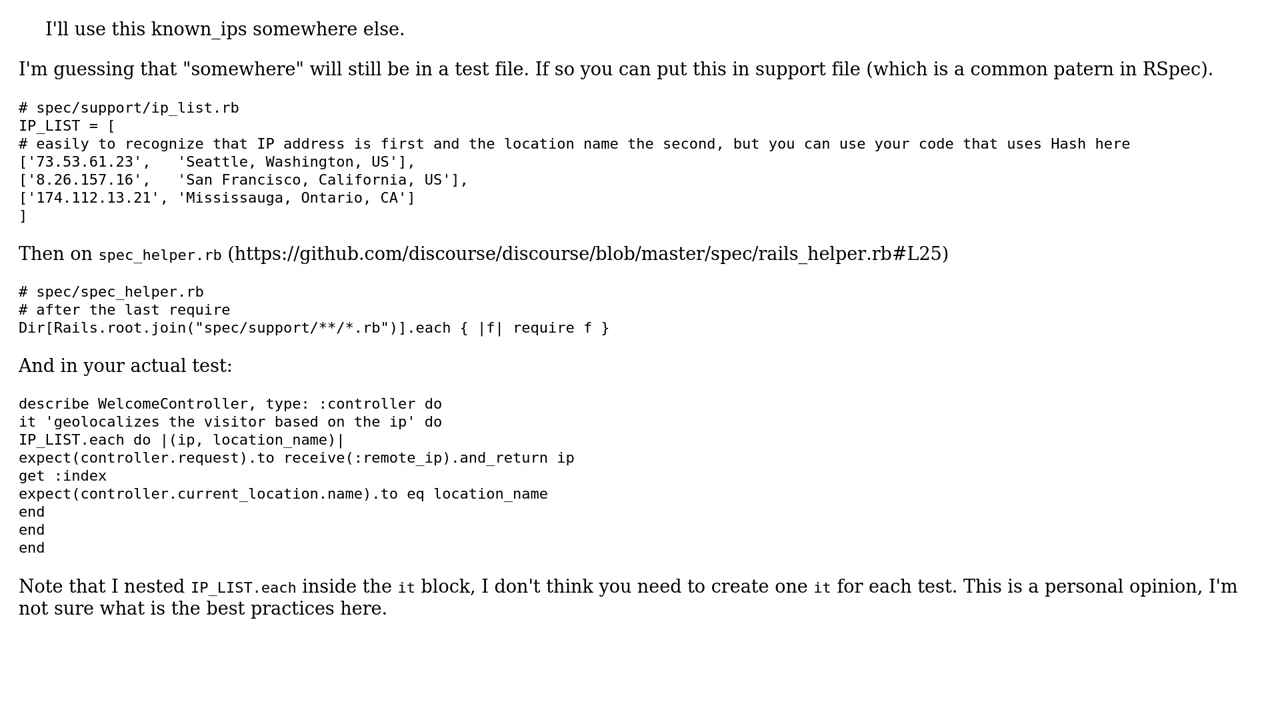 I'll use this known_ips somewhere else.
I'm guessing that "somewhere" will still be in a test file. If so you can put this in support file (which is a common patern in RSpec).
# spec/support/ip_list.rb
IP_LIST = [
# easily to recognize that IP address is first and the location name the second, but you can use your code that uses Hash here
['73.53.61.23',   'Seattle, Washington, US'],
['8.26.157.16',   'San Francisco, California, US'],
['174.112.13.21', 'Mississauga, Ontario, CA']
]
Then on spec_helper.rb (https://github.com/discourse/discourse/blob/master/spec/rails_helper.rb#L25)
# spec/spec_helper.rb
# after the last require
Dir[Rails.root.join("spec/support/**/*.rb")].each { |f| require f }
And in your actual test:
describe WelcomeController, type: :controller do
it 'geolocalizes the visitor based on the ip' do
IP_LIST.each do |(ip, location_name)|
expect(controller.request).to receive(:remote_ip).and_return ip
get :index
expect(controller.current_location.name).to eq location_name
end
end
end
Note that I nested IP_LIST.each inside the it block, I don't think you need to create one it for each test. This is a personal opinion, I'm
not sure what is the best practices here.